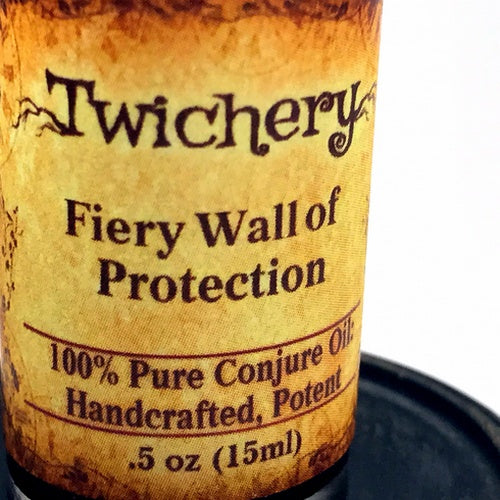 Twichery
Fiery Wall of
Protection
100% Pure Conjure Oil.
Handcrafted, Potent
.5 oz (15ml)